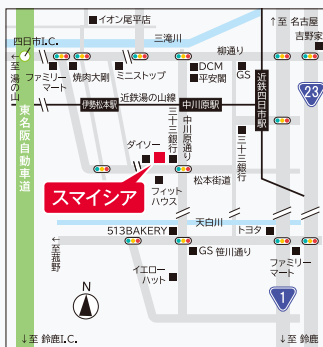 イオン尾平店
↑至 名古屋
三滝川
吉野家
四日市I.C.
柳通り
←至 湯の山
ファミリーマート
焼肉大剛
ミニストップ
DCM
平安閣
GS
近鉄四日市駅
23
近鉄湯の山線
伊勢松本駅
中川原駅
東名阪自動車道
三十三銀行
中川原通り
三十三銀行
ダイソー
スマイシア
フィットハウス
松本街道
天白川
513BAKERY
トヨタ
←至菰野
GS
笹川通り
ファミリーマート
イエローハット
N
1
↓至 鈴鹿I.C.
↓至 鈴鹿